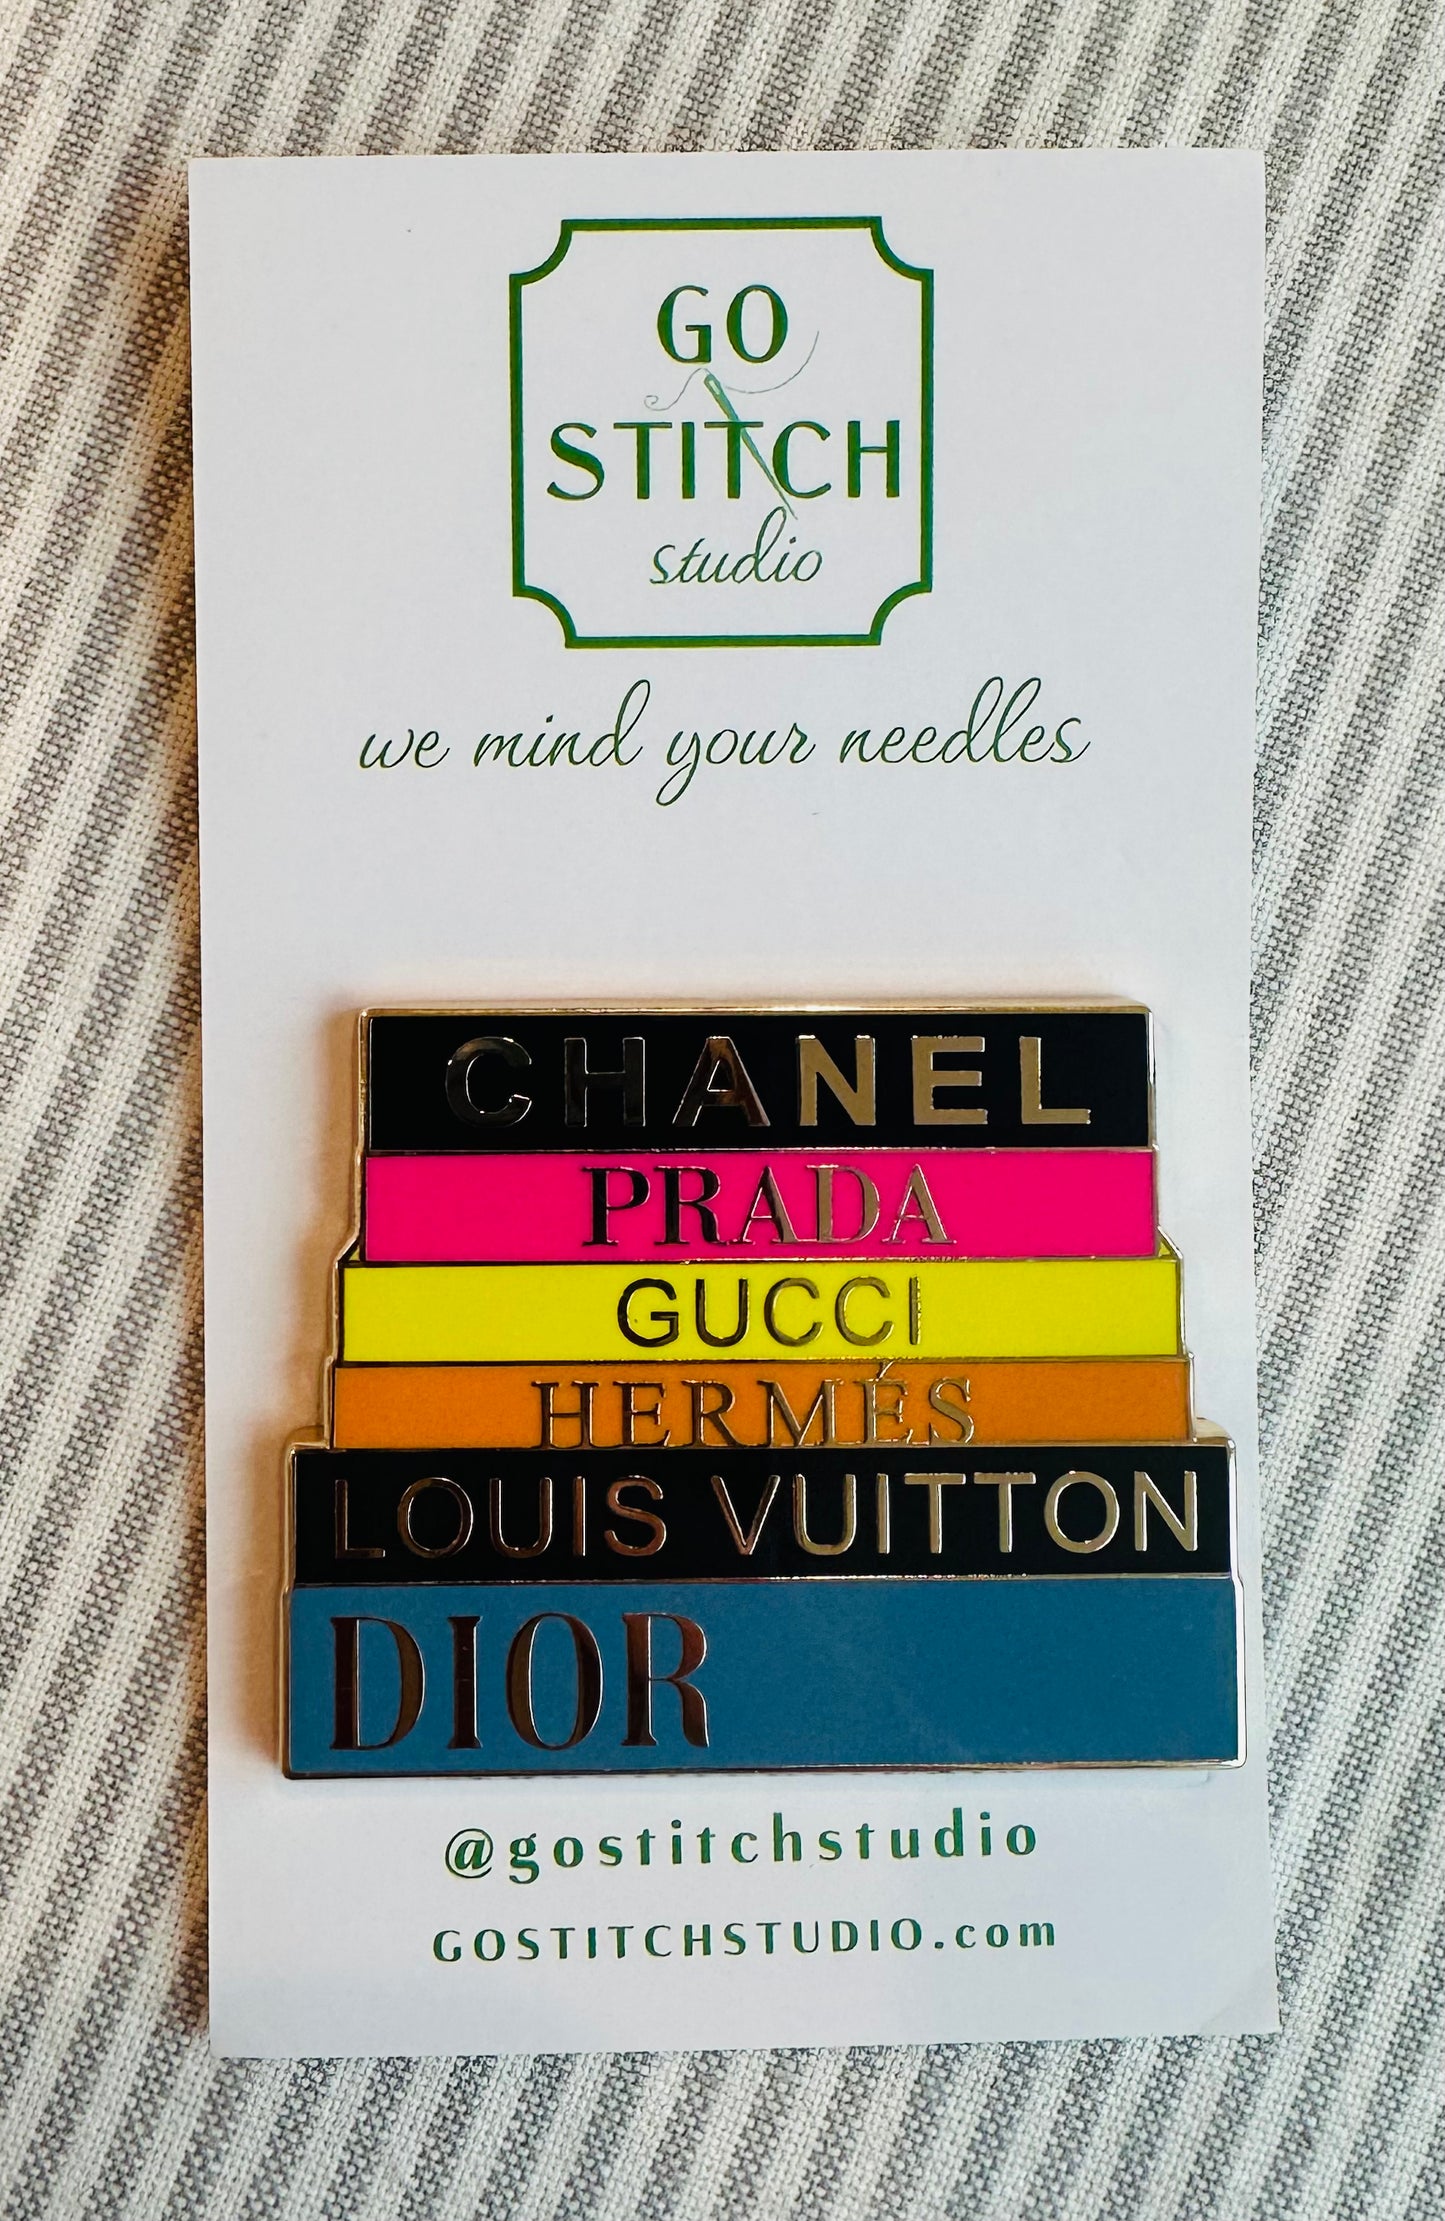 GO
STITCH
studio
we mind your needles
CHANEL
PRADA
GUCCI
HERMÉS
LOUIS VUITTON
DIOR
@gostitchstudio
GOSTITCHSTUDIO.com